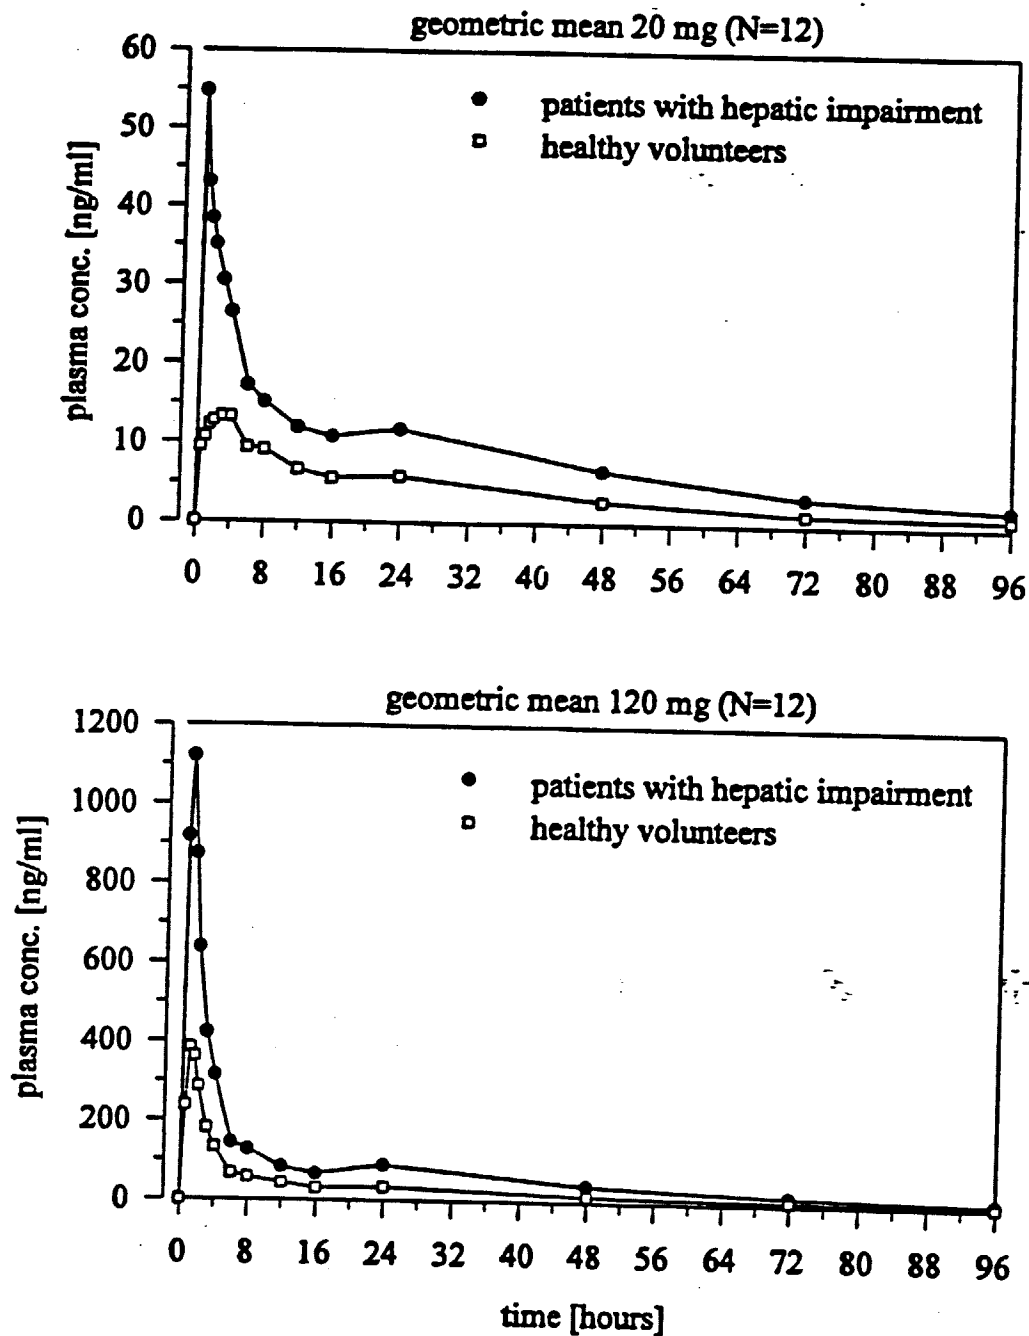 geometric mean 20 mg (N=12)
60
50
40
30
20
10
0
plasma conc. [ng/ml]
patients with hepatic impairment
healthy volunteers
0 8 16 24 32 40 48 56 64 72 80 88 96
geometric mean 120 mg (N=12)
1200
1000
800
600
400
200
0
plasma conc. [ng/ml]
patients with hepatic impairment
healthy volunteers
0 8 16 24 32 40 48 56 64 72 80 88 96
time [hours]